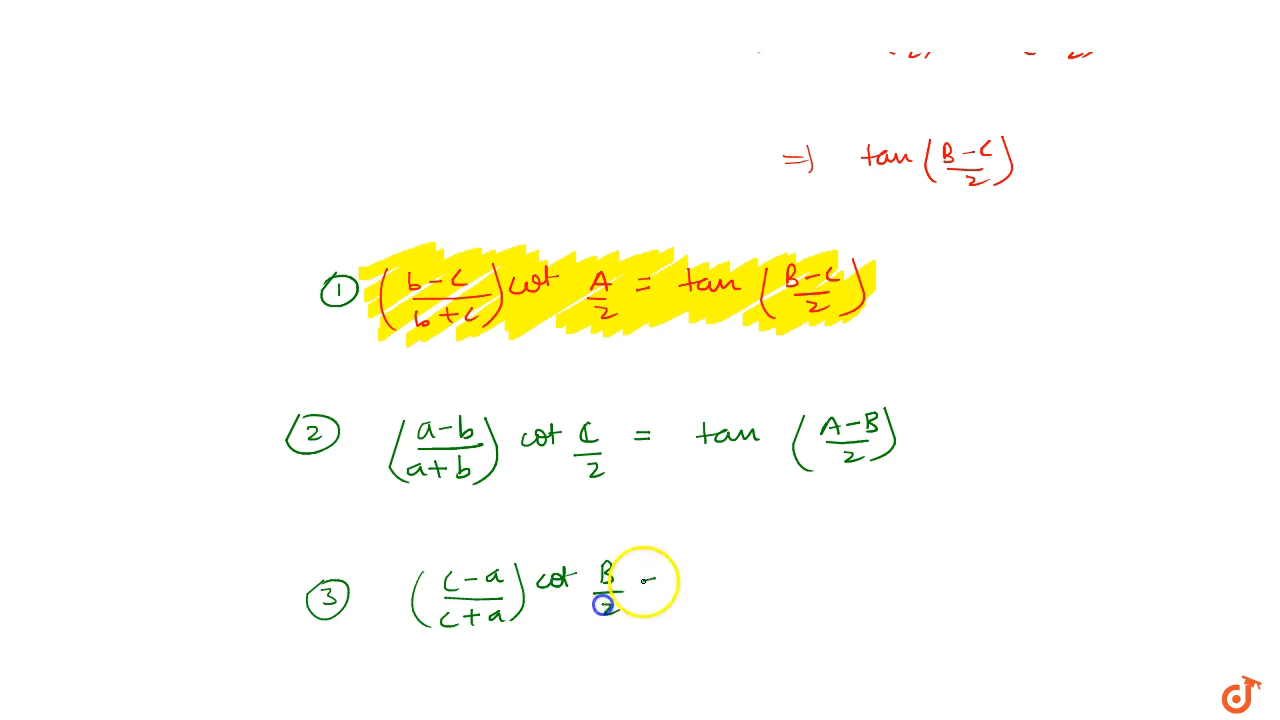 => tan ( B-C / 2 )
① ( b-c / b+c ) cot A/2 = tan ( B-C / 2 )
② ( a-b / a+b ) cot C/2 = tan ( A-B / 2 )
③ ( c-a / c+a ) cot B/2 -